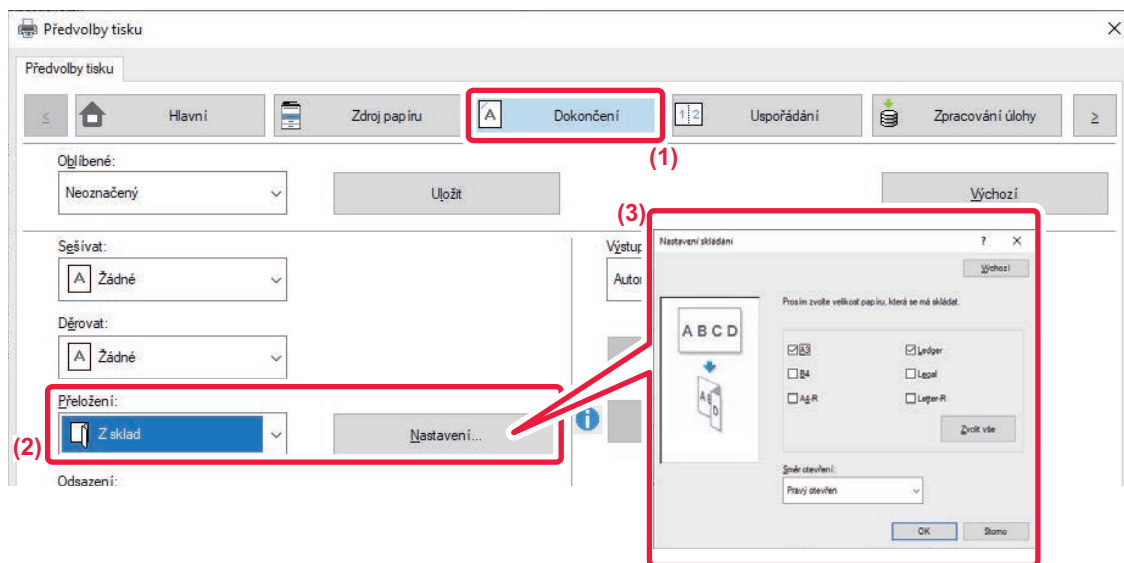 Předvolby tisku
Předvolby tisku
< Hlavní Zdroj papíru Dokončení Uspořádání Zpracování úlohy >
(1)
Oblíbené:
Neoznačený Uložit Výchozí
Sešívat:
Žádné
Děrovat:
Žádné
Přeložení:
(2)
Z sklad Nastavení...
Odsazení:
Výstup
Auto
(3)
Nastavení skládání ?
Výchozí
Prosím zvolte velikost papíru, která se má skládat.
A B C D
A3 Ledger
B4 Legal
A4-R Letter-R
Zvolit vše
Směr otevření:
Pravý otevřen
OK Storno